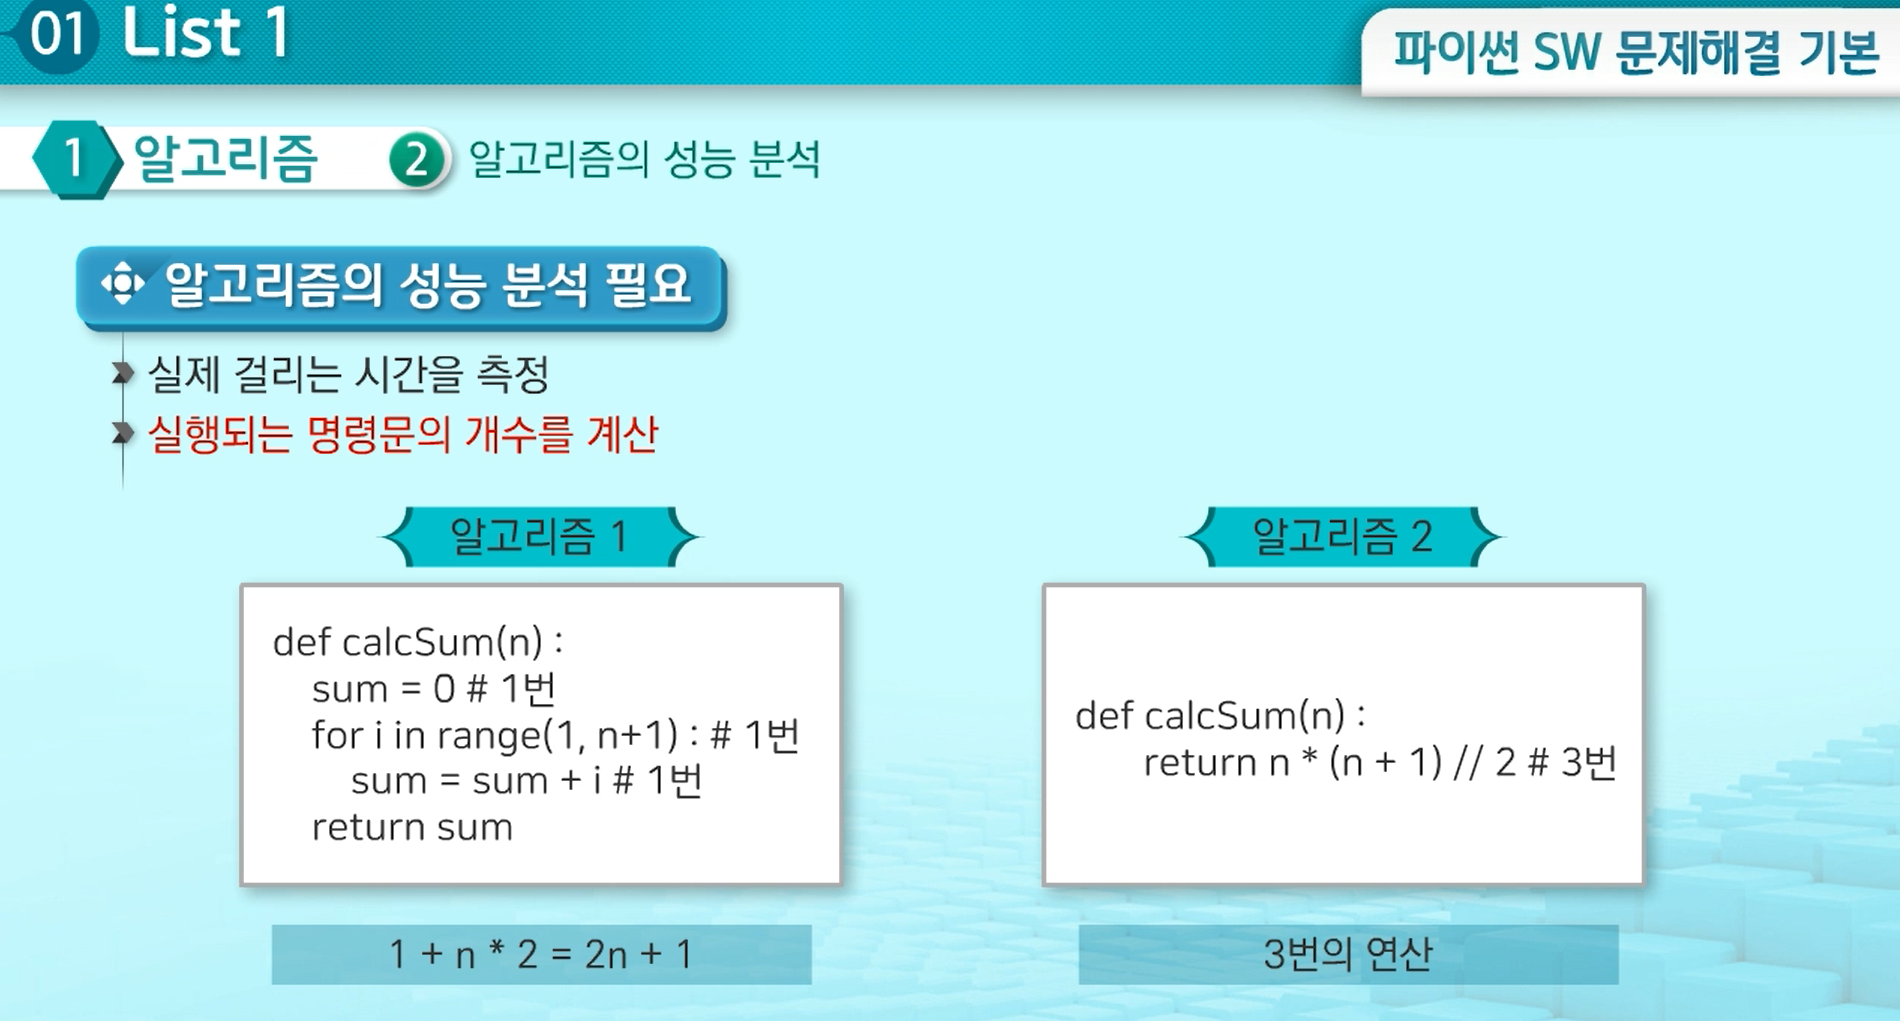 01 List 1
파이썬 SW 문제해결 기본
1 알고리즘 2 알고리즘의 성능 분석
알고리즘의 성능 분석 필요
실제 걸리는 시간을 측정
실행되는 명령문의 개수를 계산
알고리즘 1
def calcSum(n) :
sum = 0 # 1번
for i in range(1, n+1) : # 1번
sum = sum + i # 1번
return sum
1 + n * 2 = 2n + 1
알고리즘 2
def calcSum(n) :
return n * (n + 1) // 2 # 3번
3번의 연산